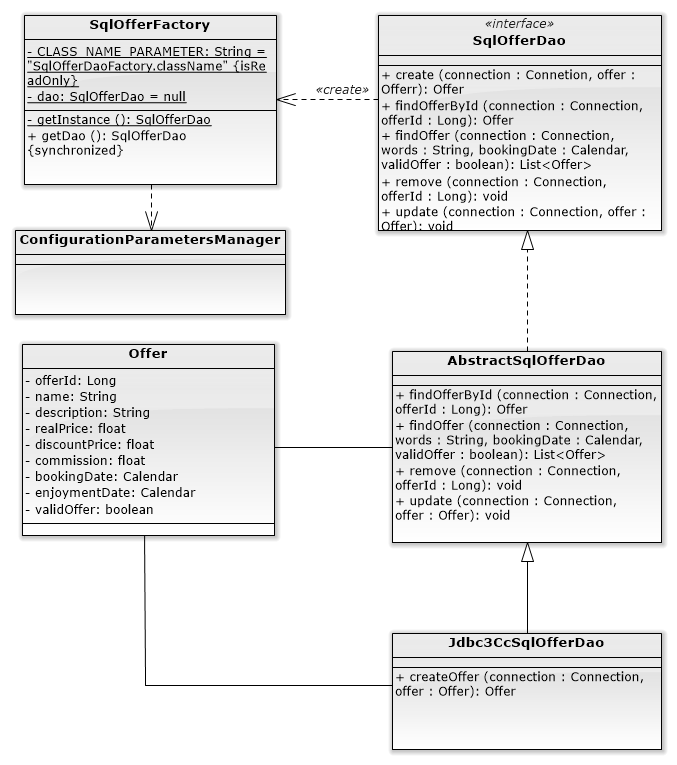 SqlOfferFactory
- CLASS_NAME_PARAMETER: String =
"SqlOfferDaoFactory.className" {isRe
adOnly}
- dao: SqlOfferDao = null
- getInstance (): SqlOfferDao
+ getDao (): SqlOfferDao
{synchronized}
«create»
«interface»
SqlOfferDao
+ create (connection : Connetion, offer :
Offerr): Offer
+ findOfferById (connection : Connection,
offerId : Long): Offer
+ findOffer (connection : Connection,
words : String, bookingDate : Calendar,
validOffer : boolean): List<Offer>
+ remove (connection : Connection,
offerId : Long): void
+ update (connection : Connection, offer :
Offer): void
ConfigurationParametersManager
Offer
- offerId: Long
- name: String
- description: String
- realPrice: float
- discountPrice: float
- commission: float
- bookingDate: Calendar
- enjoymentDate: Calendar
- validOffer: boolean
AbstractSqlOfferDao
+ findOfferById (connection : Connection,
offerId : Long): Offer
+ findOffer (connection : Connection,
words : String, bookingDate : Calendar,
validOffer : boolean): List<Offer>
+ remove (connection : Connection,
offerId : Long): void
+ update (connection : Connection,
offer : Offer): void
Jdbc3CcSqlOfferDao
+ createOffer (connection : Connection,
offer : Offer): Offer